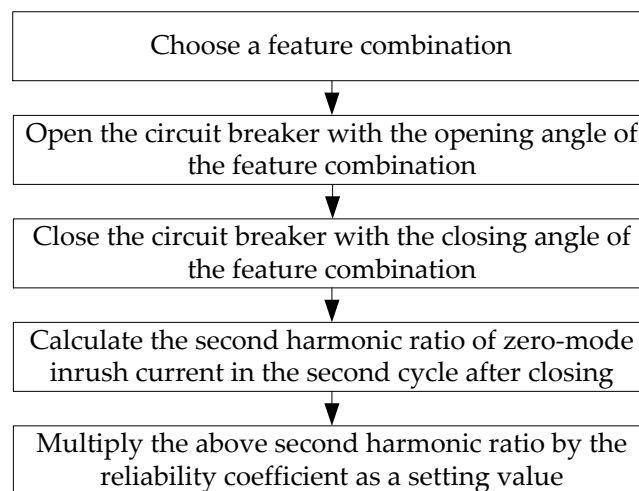 Choose a feature combination
Open the circuit breaker with the opening angle of
the feature combination
Close the circuit breaker with the closing angle of
the feature combination
Calculate the second harmonic ratio of zero-mode
inrush current in the second cycle after closing
Multiply the above second harmonic ratio by the
reliability coefficient as a setting value